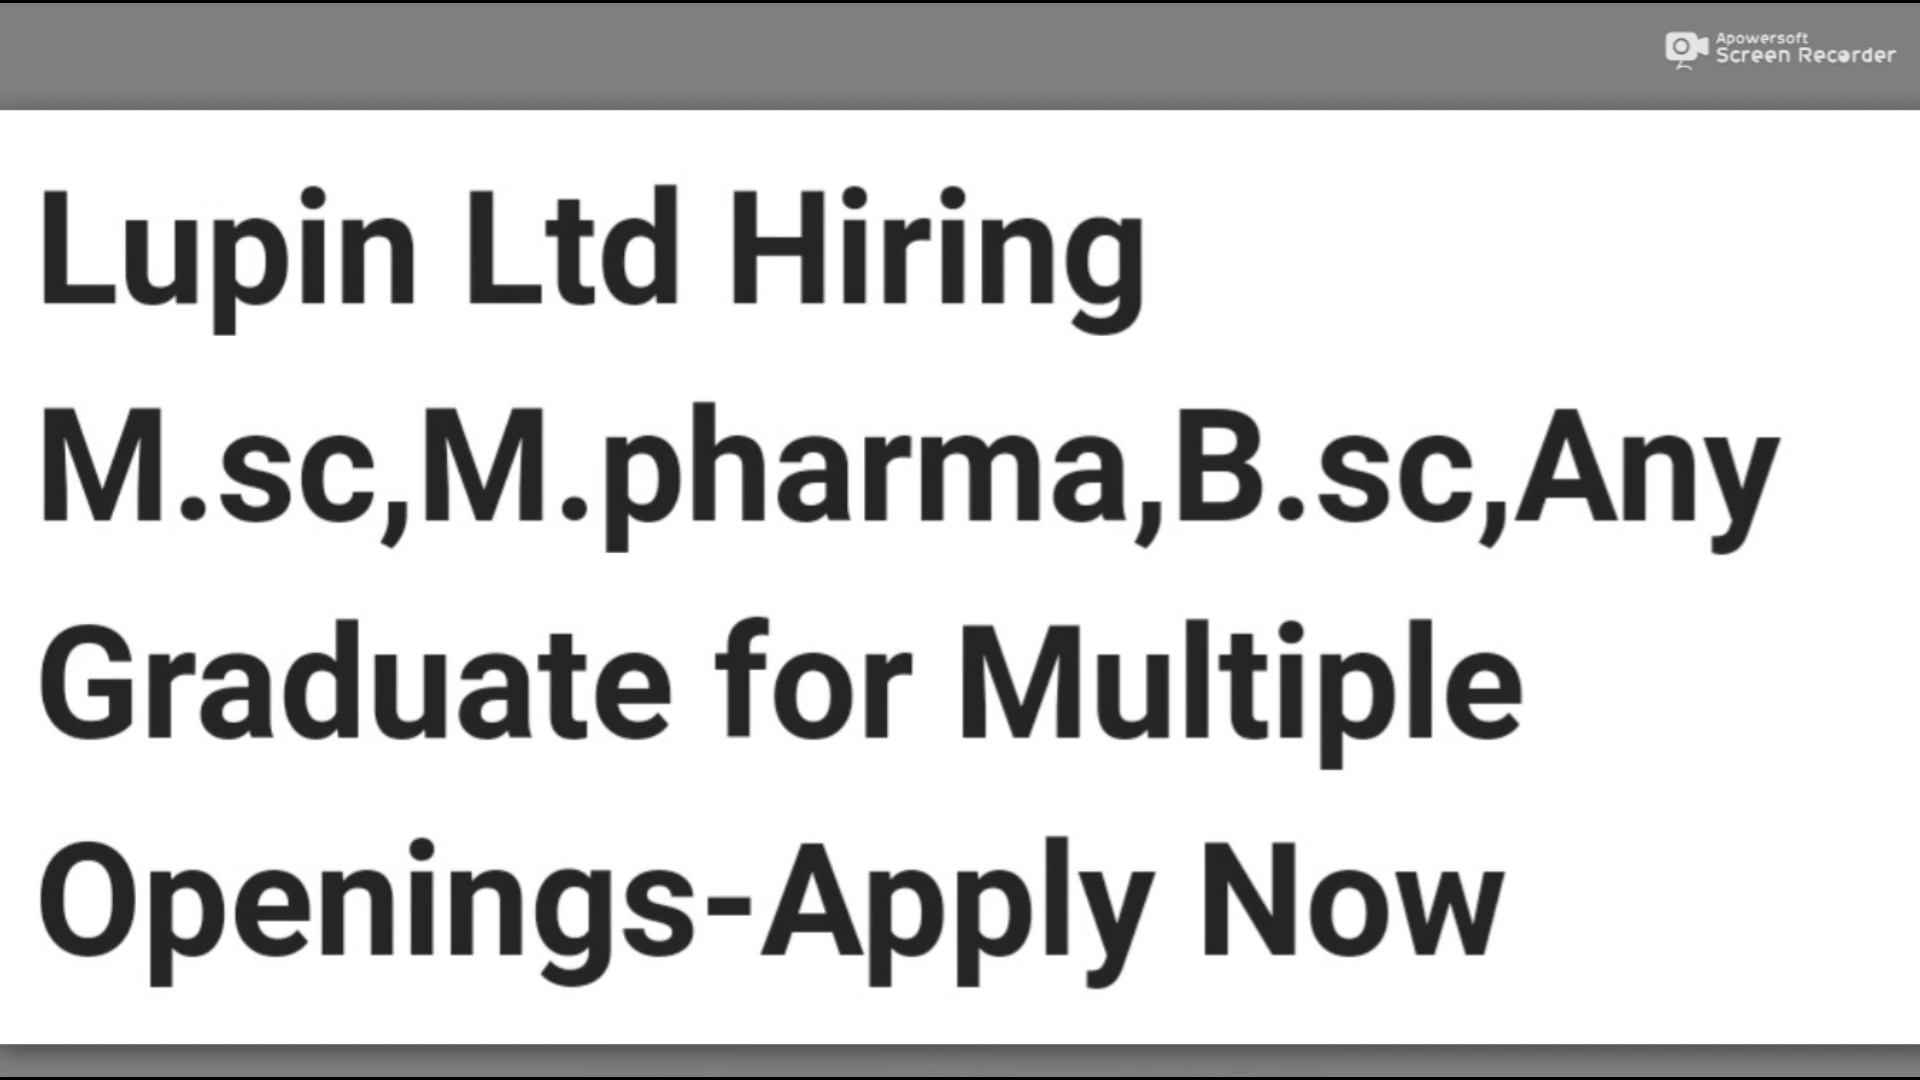 Apowersoft
Screen Recorder
Lupin Ltd Hiring
M.sc,M.pharma,B.sc,Any
Graduate for Multiple
Openings-Apply Now